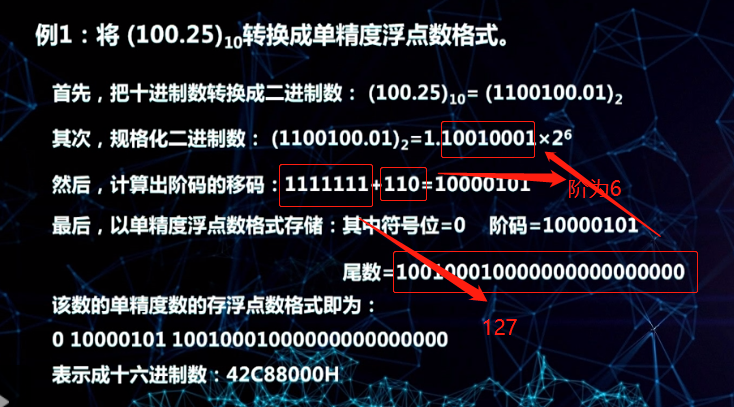 例1：将 (100.25)₁₀转换成单精度浮点数格式。
首先，把十进制数转换成二进制数： (100.25)₁₀= (1100100.01)₂
其次，规格化二进制数： (1100100.01)₂=1.10010001×2⁶
然后，计算出阶码的移码：1111111+110=10000101 阶为6
最后，以单精度浮点数格式存储：其中符号位=0 阶码=10000101
尾数=100100010000000000000000
该数的单精度数的存浮点数格式即为：
127
0 10000101 10010001000000000000000
表示成十六进制数：42C88000H